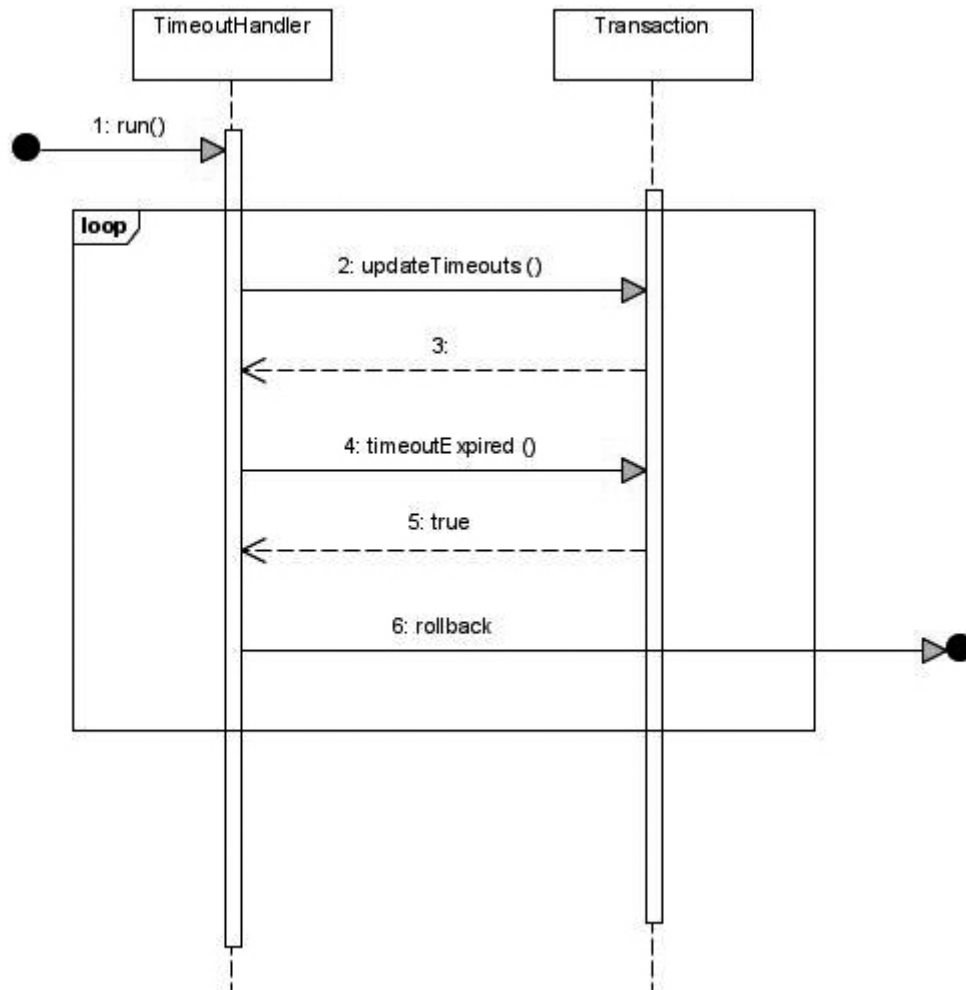 TimeoutHandler
Transaction
1: run()
loop
2: updateTimeouts ()
3:
4: timeoutExpired ()
5: true
6: rollback